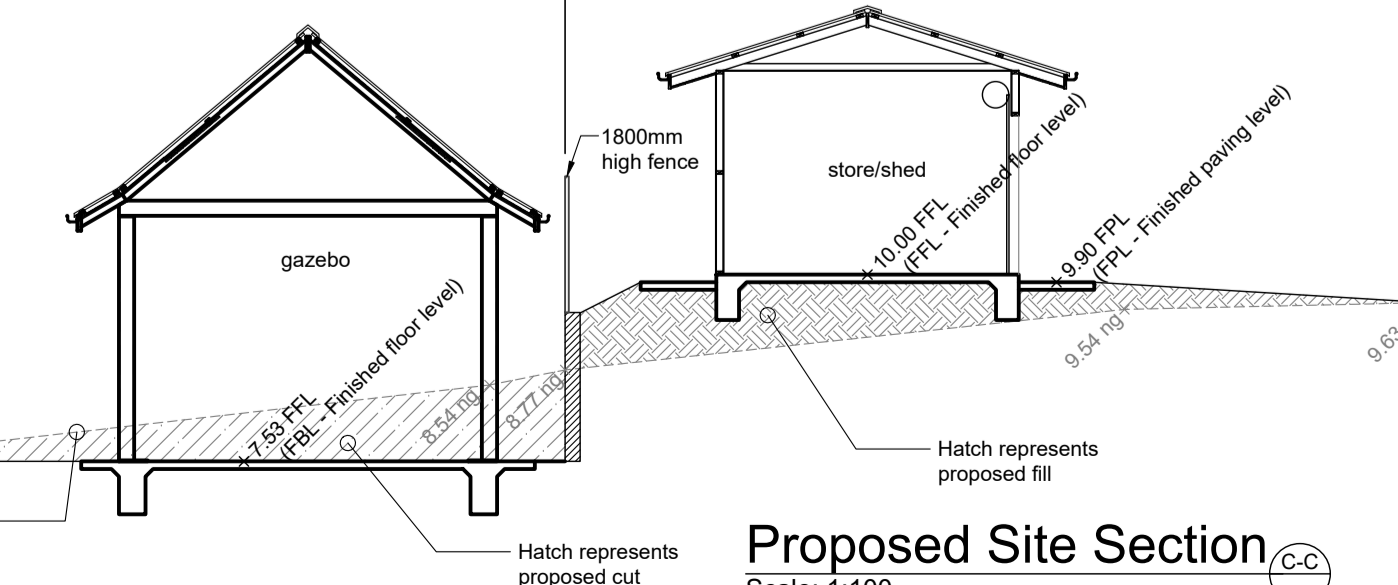 1800mm
high fence
store/shed
10.00 FFL
(FFL - Finished floor level)
9.90 FPL
(FPL - Finished paving level)
gazebo
7.53 FFL
(FBL - Finished floor level)
8.54 ng
8.77 ng
9.54 ng
9.63
Hatch represents
proposed fill
Hatch represents
proposed cut
Proposed Site Section
C-C
Scale: 1:100